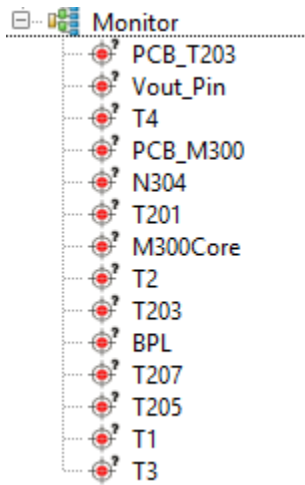 Monitor
PCB_T203
Vout_Pin
T4
PCB_M300
N304
T201
M300Core
T2
T203
BPL
T207
T205
T1
T3